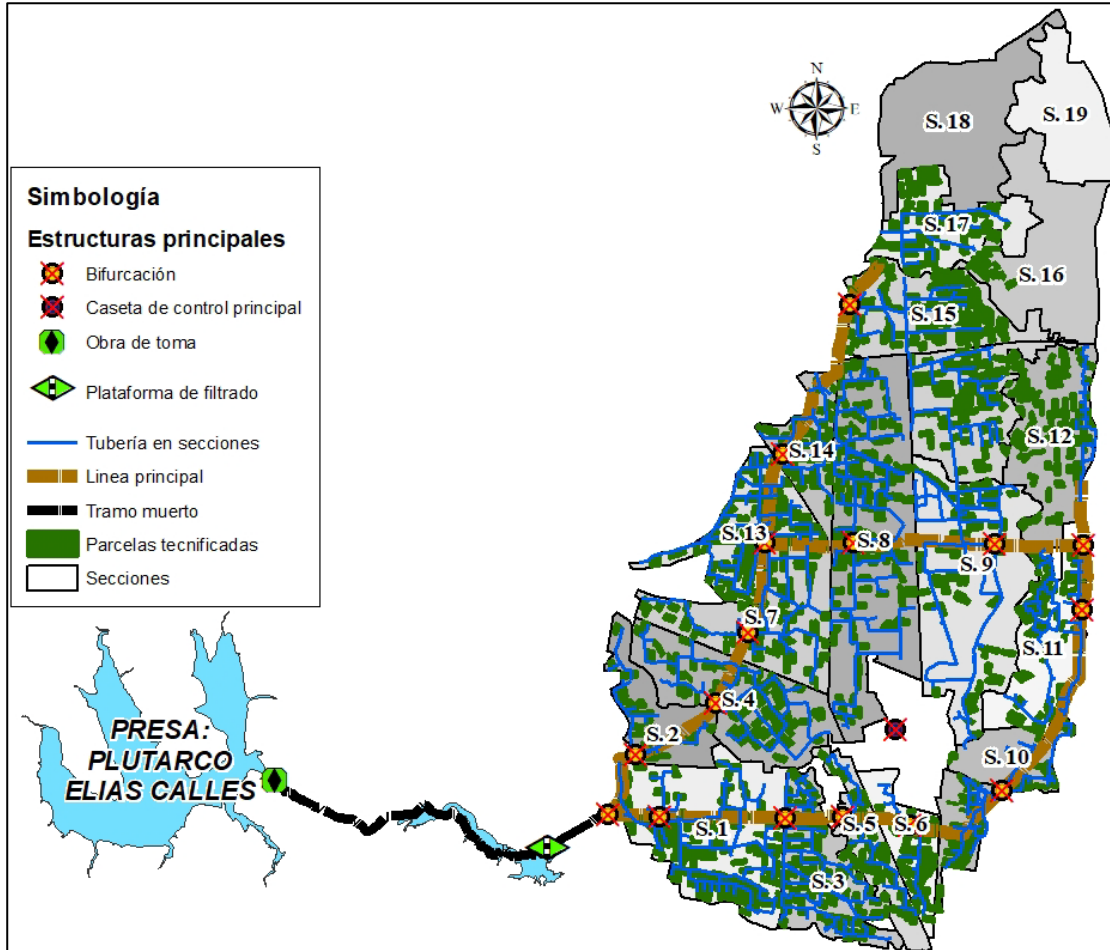 N
W E
S
S. 18
S. 19
S. 17
S. 16
S. 15
S. 12
S. 14
S. 13
S. 8
S. 9
S. 7
S. 11
S. 4
S. 2
S. 10
S. 1
S. 5
S. 6
S. 3
Simbología
Estructuras principales
Bifurcación
Caseta de control principal
Obra de toma
Plataforma de filtrado
Tubería en secciones
Linea principal
Tramo muerto
Parcelas tecnificadas
Secciones
PRESA:
PLUTARCO
ELIAS CALLES